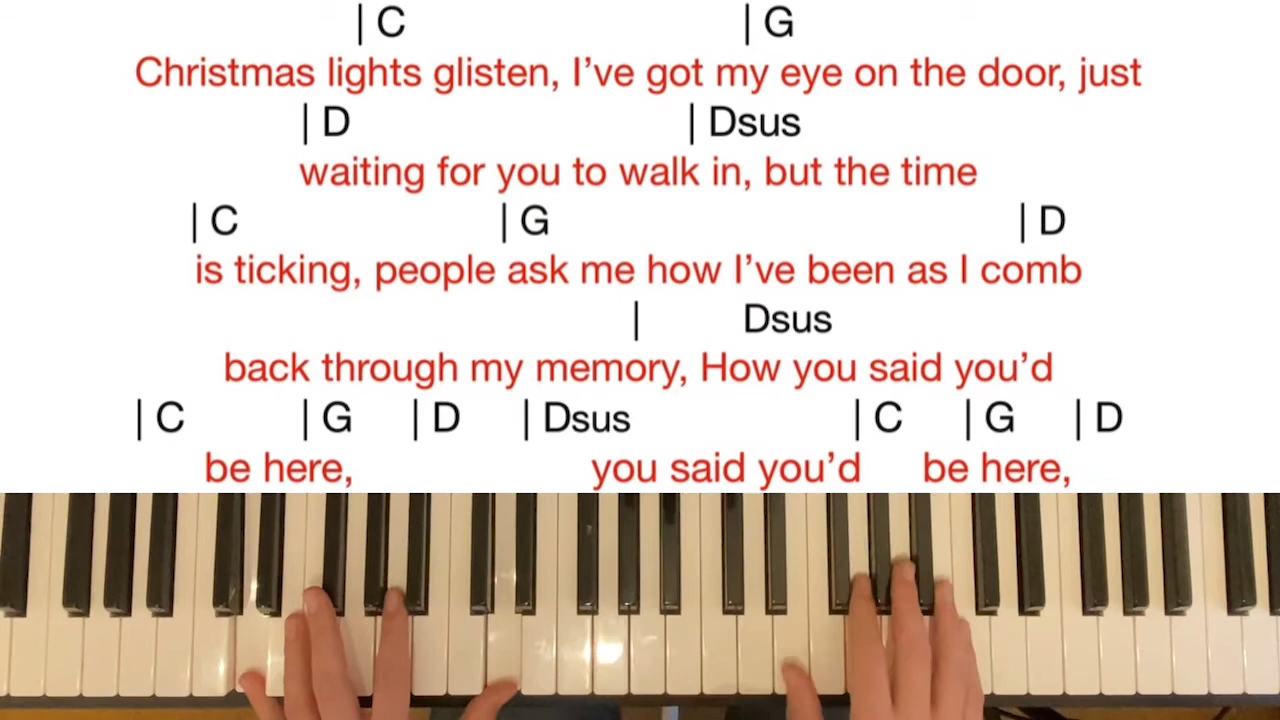 | C | G
Christmas lights glisten, I’ve got my eye on the door, just
| D | Dsus
waiting for you to walk in, but the time
| C | G | D
is ticking, people ask me how I’ve been as I comb
| Dsus
back through my memory, How you said you’d
| C | G | D | Dsus | C | G | D
be here, you said you’d be here,